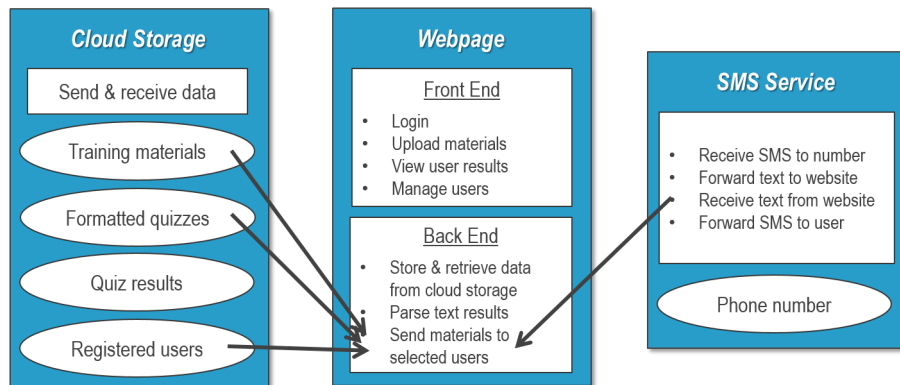 Cloud Storage
Send & receive data
Training materials
Formatted quizzes
Quiz results
Registered users
Webpage
Front End
• Login
• Upload materials
• View user results
• Manage users
Back End
• Store & retrieve data
from cloud storage
• Parse text results
• Send materials to
selected users
SMS Service
• Receive SMS to number
• Forward text to website
• Receive text from website
• Forward SMS to user
Phone number